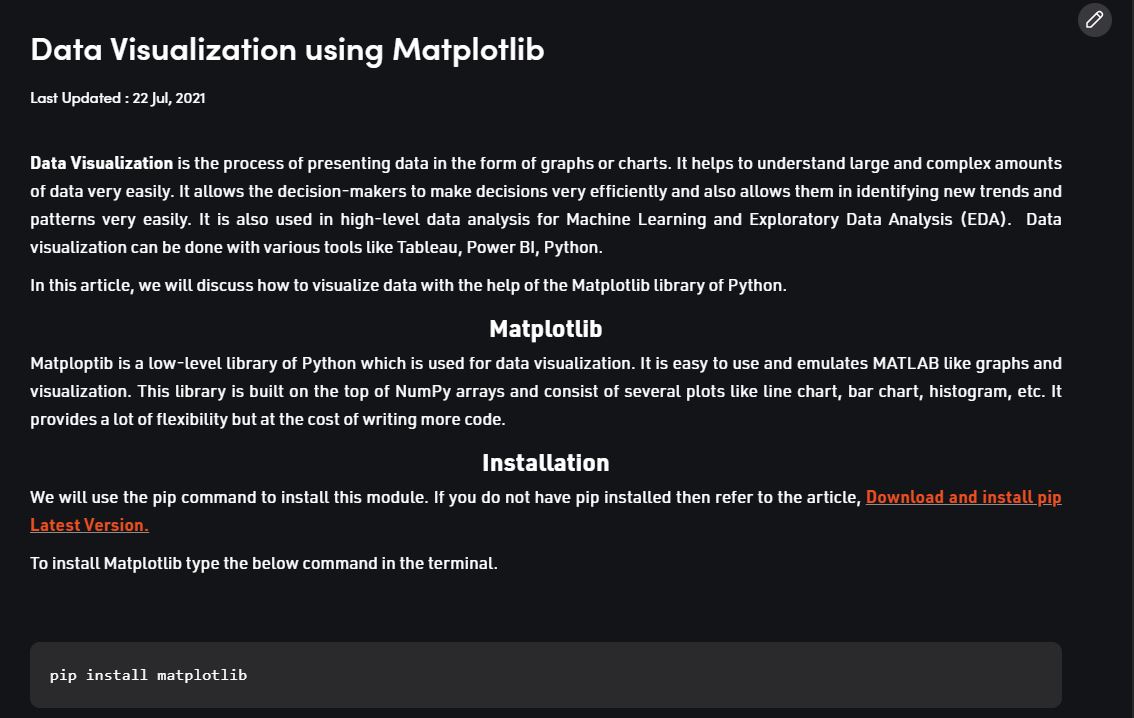 Data Visualization using Matplotlib
Last Updated : 22 Jul, 2021
Data Visualization is the process of presenting data in the form of graphs or charts. It helps to understand large and complex amounts
of data very easily. It allows the decision-makers to make decisions very efficiently and also allows them in identifying new trends and
patterns very easily. It is also used in high-level data analysis for Machine Learning and Exploratory Data Analysis (EDA).  Data
visualization can be done with various tools like Tableau, Power BI, Python.
In this article, we will discuss how to visualize data with the help of the Matplotlib library of Python.
Matplotlib
Matploptib is a low-level library of Python which is used for data visualization. It is easy to use and emulates MATLAB like graphs and
visualization. This library is built on the top of NumPy arrays and consist of several plots like line chart, bar chart, histogram, etc. It
provides a lot of flexibility but at the cost of writing more code.
Installation
We will use the pip command to install this module. If you do not have pip installed then refer to the article, Download and install pip
Latest Version.
To install Matplotlib type the below command in the terminal.
pip install matplotlib